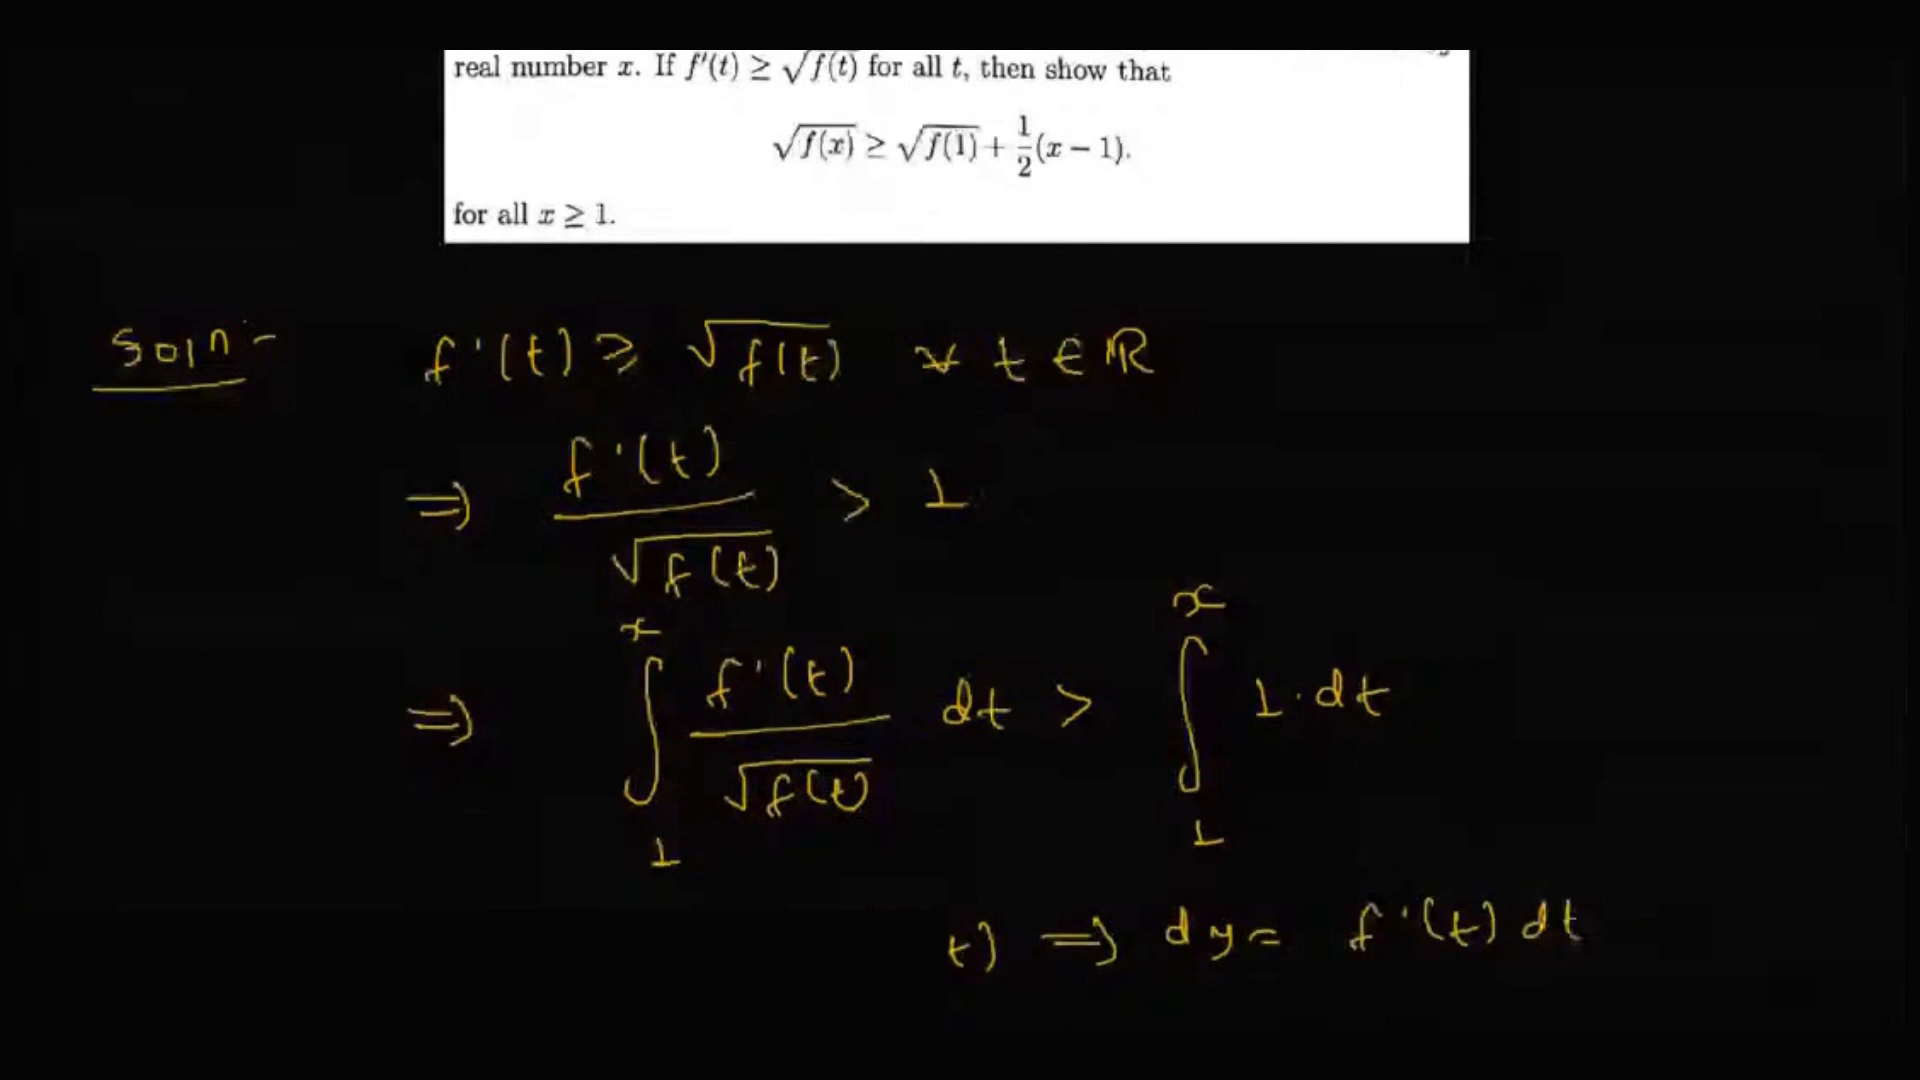 real number x. If f'(t) ≥ √f(t) for all t, then show that
√f(x) ≥ √f(1) + 1/2(x − 1).
for all x ≥ 1.
Soln:- f'(t) ≥ √f(t) ∀ t ∈ ℝ
⇒ f'(t)/√f(t) > 1
⇒ ∫₁ˣ f'(t)/√f(t) dt > ∫₁ˣ 1·dt
t) ⇒ dy = f'(t) dt